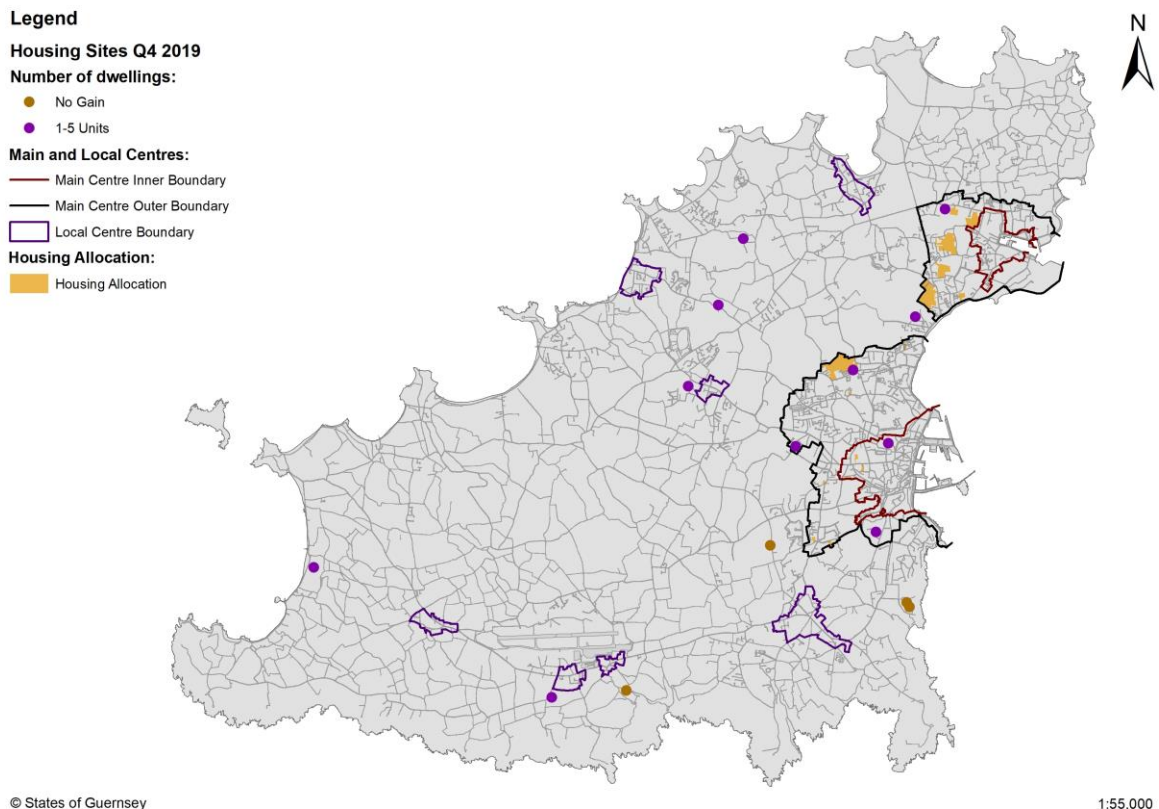 Legend
Housing Sites Q4 2019
Number of dwellings:
No Gain
1-5 Units
Main and Local Centres:
Main Centre Inner Boundary
Main Centre Outer Boundary
Local Centre Boundary
Housing Allocation:
Housing Allocation
N
© States of Guernsey
1:55.000